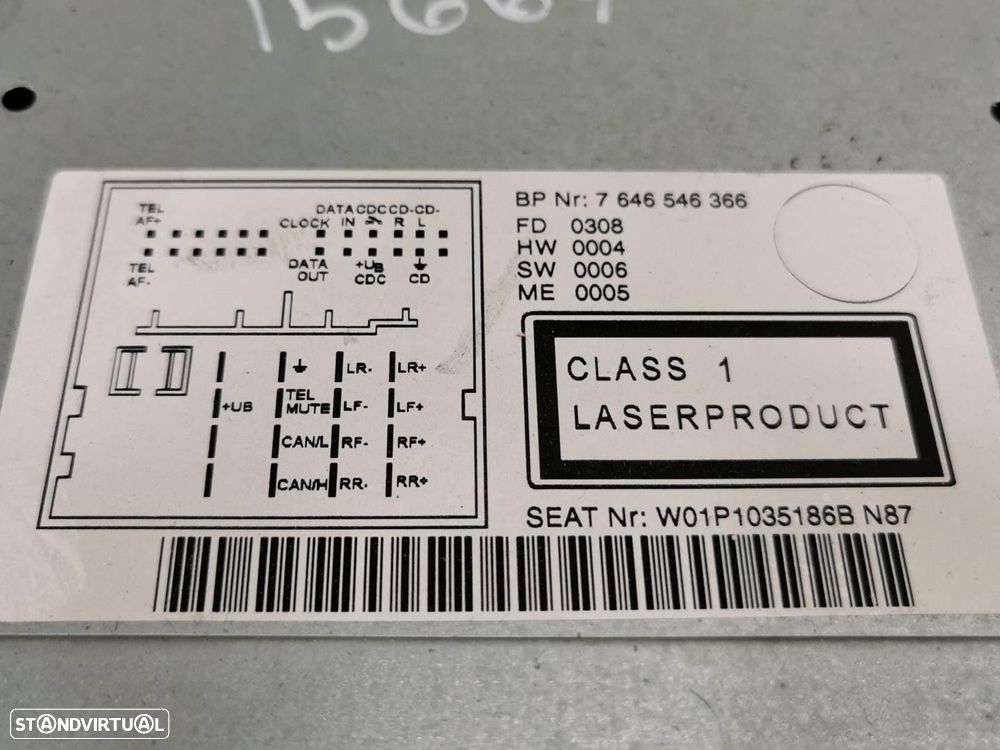 BP Nr: 7 646 546 366
FD 0308
HW 0004
SW 0006
ME 0005
TEL AF+
CLOCK
DATA IN
CDC
CD- R
CD- L
TEL AF-
DATA OUT
+UB CDC
CD
LR- LR+
+UB TEL MUTE LF- LF+
CAN/L RF- RF+
CAN/H RR- RR+
CLASS 1
LASERPRODUCT
SEAT Nr: W01P1035186B N87
STANDVIRTUAL